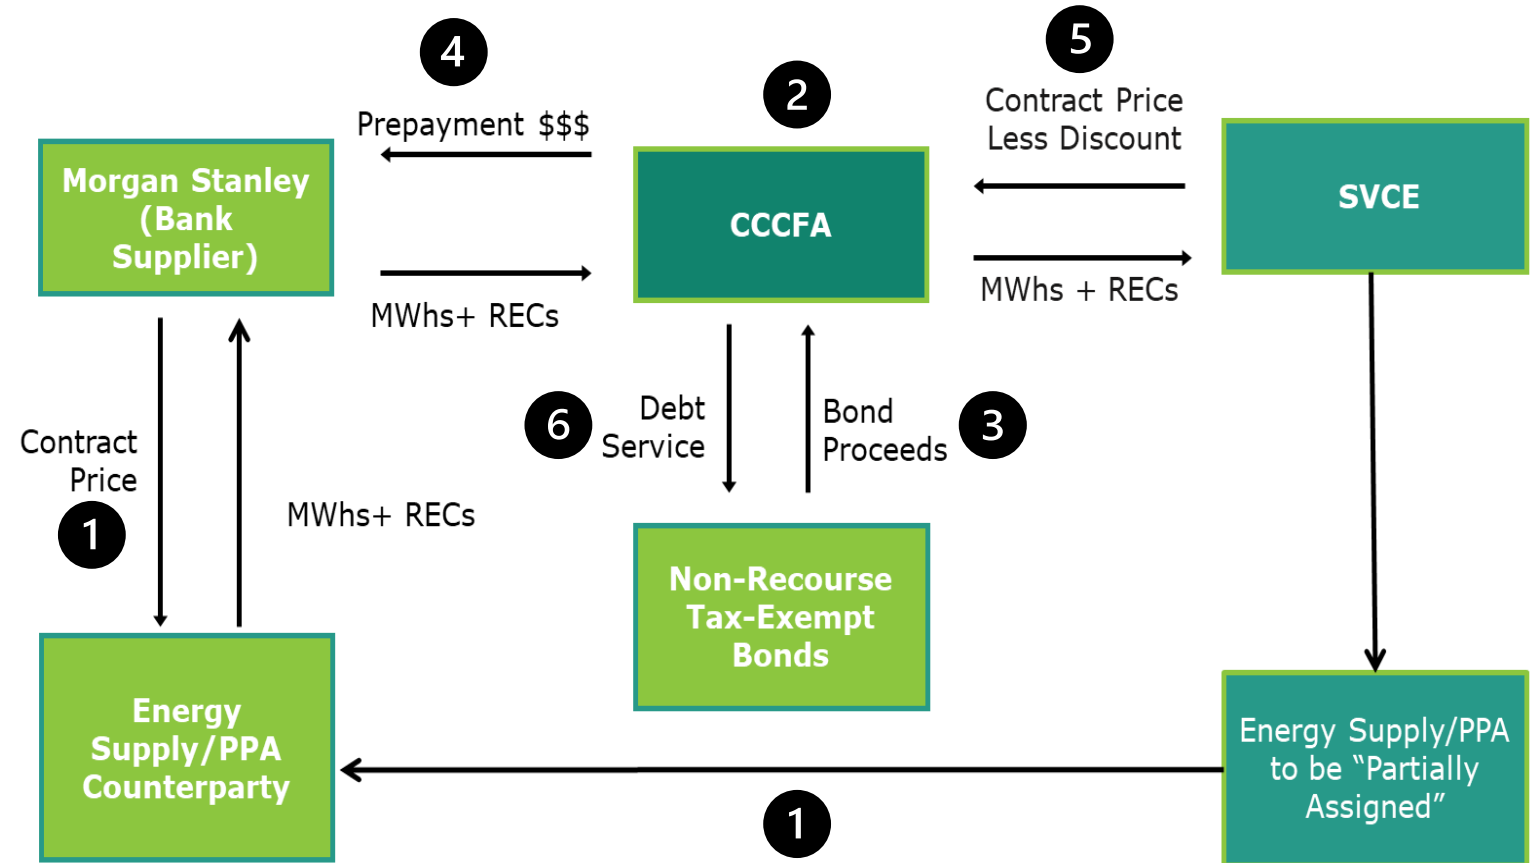 4
Prepayment $$$
2
5
Contract Price
Less Discount
Morgan Stanley
(Bank
Supplier)
CCCFA
SVCE
MWhs+ RECs
MWhs + RECs
6
Debt
Service
Bond
Proceeds
3
Contract
Price
1
MWhs+ RECs
Non-Recourse
Tax-Exempt
Bonds
Energy
Supply/PPA
Counterparty
Energy Supply/PPA
to be “Partially
Assigned”
1